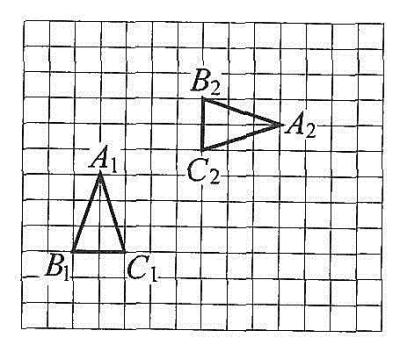 B₂
A₂
C₂
A₁
B₁
C₁